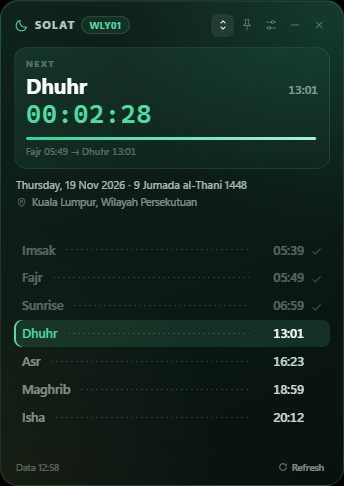 SOLAT WLY01
NEXT
Dhuhr 13:01
00:02:28
Fajr 05:49 → Dhuhr 13:01
Thursday, 19 Nov 2026 · 9 Jumada al-Thani 1448
Kuala Lumpur, Wilayah Persekutuan
Imsak 05:39
Fajr 05:49
Sunrise 06:59
Dhuhr 13:01
Asr 16:23
Maghrib 18:59
Isha 20:12
Data 12:58 Refresh